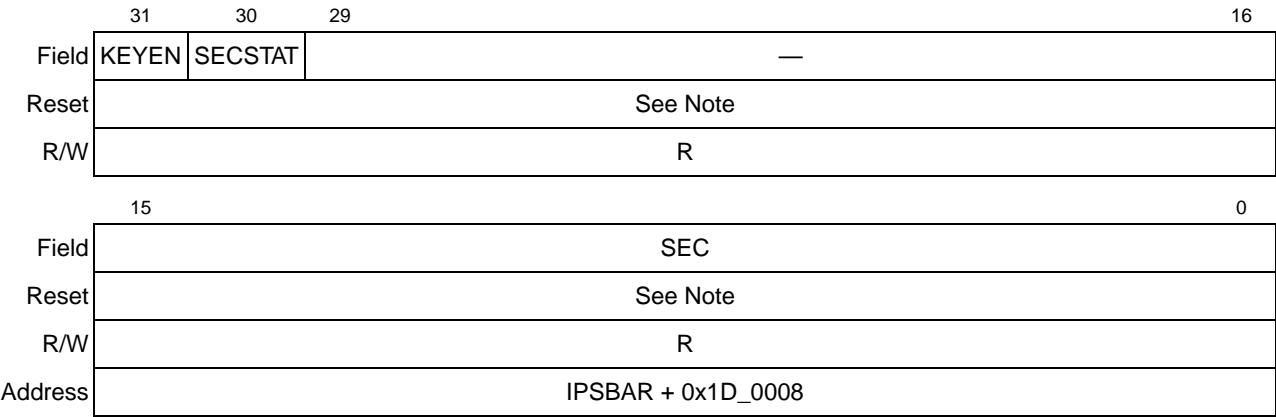 31 30 29 16
Field KEYEN SECSTAT —
Reset See Note
R/W R
15 0
Field SEC
Reset See Note
R/W R
Address IPSBAR + 0x1D_0008